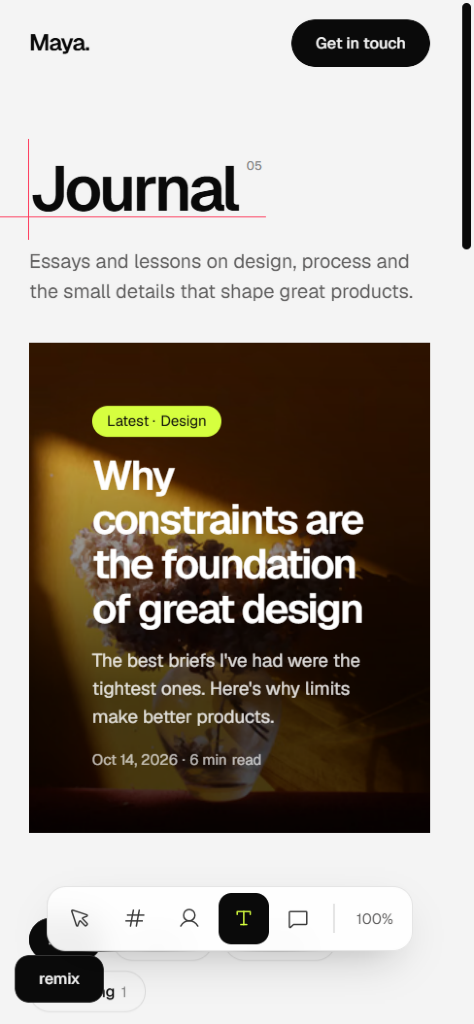 Maya.
Get in touch
Journal
05
Essays and lessons on design, process and
the small details that shape great products.
Latest · Design
Why
constraints are
the foundation
of great design
The best briefs I've had were the
tightest ones. Here's why limits
make better products.
Oct 14, 2026 · 6 min read
T
100%
remix
1